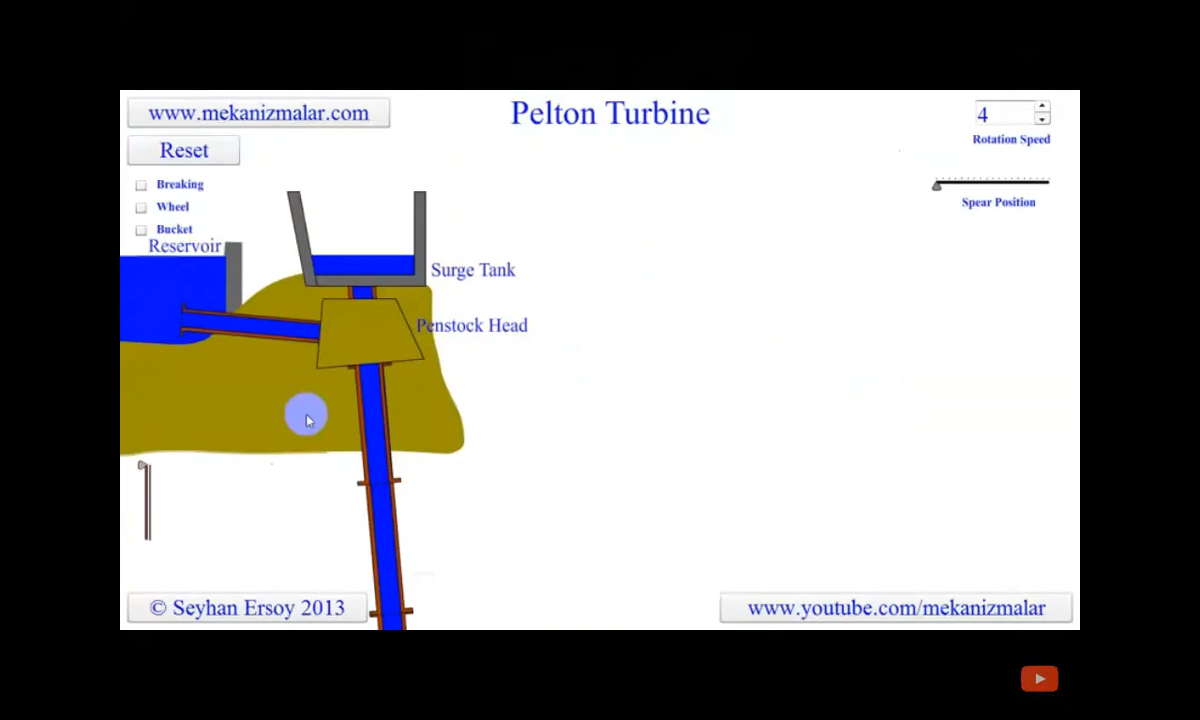 www.mekanizmalar.com
Pelton Turbine
4
Rotation Speed
Reset
Breaking
Spear Position
Wheel
Bucket
Reservoir
Surge Tank
Penstock Head
© Seyhan Ersoy 2013
www.youtube.com/mekanizmalar